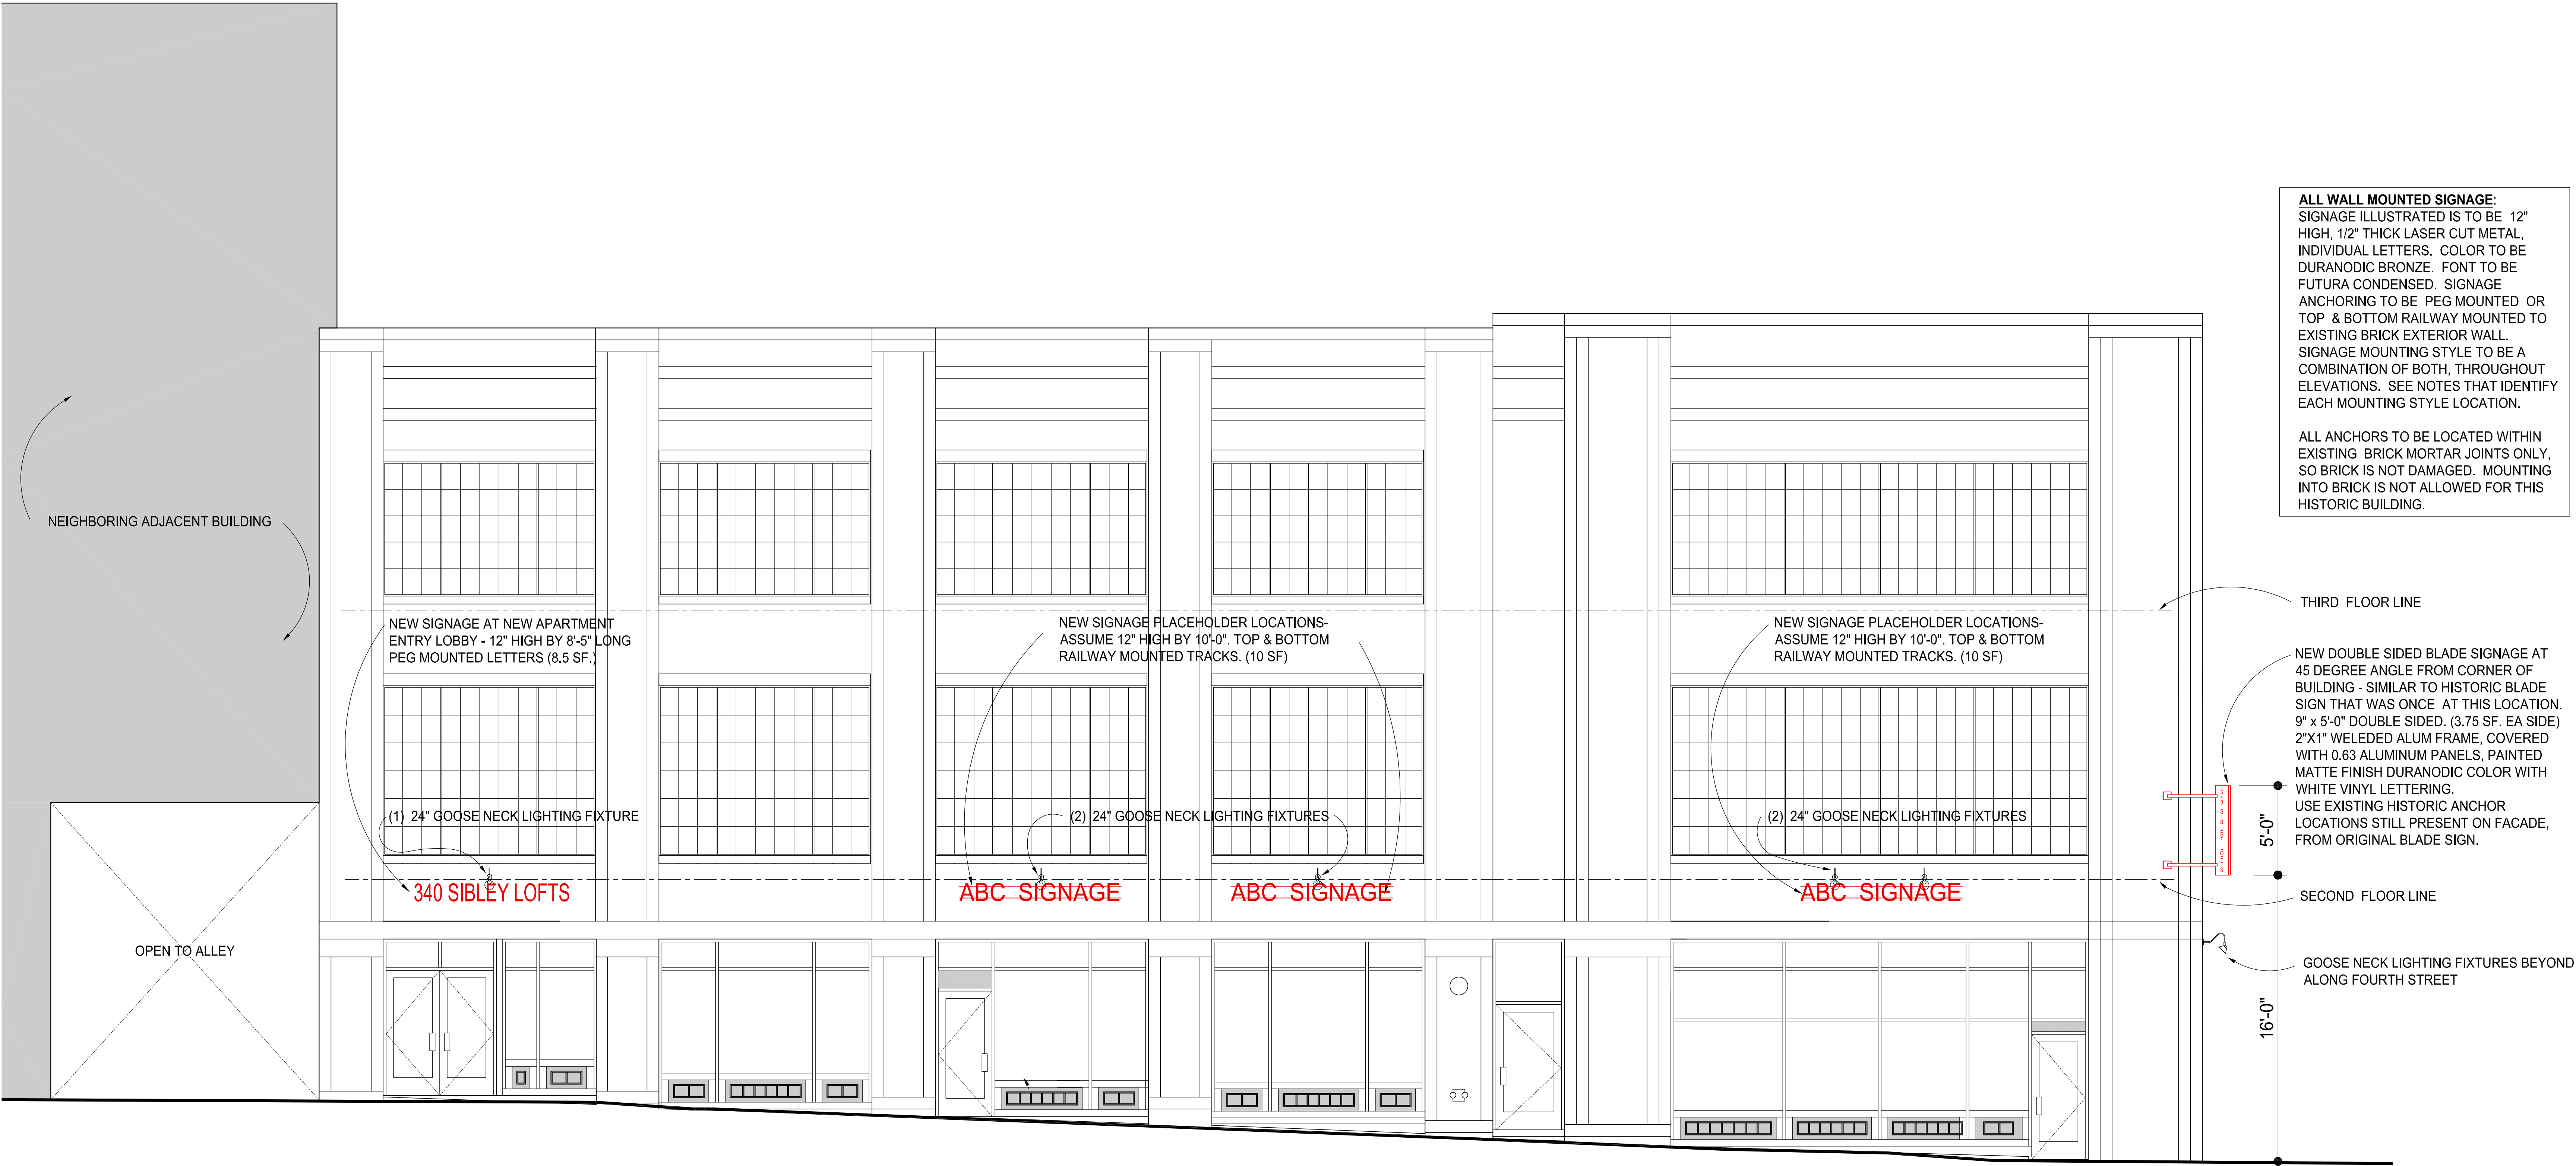 ALL WALL MOUNTED SIGNAGE:
SIGNAGE ILLUSTRATED IS TO BE 12"
HIGH, 1/2" THICK LASER CUT METAL,
INDIVIDUAL LETTERS. COLOR TO BE
DURANODIC BRONZE. FONT TO BE
FUTURA CONDENSED. SIGNAGE
ANCHORING TO BE PEG MOUNTED OR
TOP & BOTTOM RAILWAY MOUNTED TO
EXISTING BRICK EXTERIOR WALL.
SIGNAGE MOUNTING STYLE TO BE A
COMBINATION OF BOTH, THROUGHOUT
ELEVATIONS. SEE NOTES THAT IDENTIFY
EACH MOUNTING STYLE LOCATION.
ALL ANCHORS TO BE LOCATED WITHIN
EXISTING BRICK MORTAR JOINTS ONLY,
SO BRICK IS NOT DAMAGED. MOUNTING
INTO BRICK IS NOT ALLOWED FOR THIS
HISTORIC BUILDING.
NEIGHBORING ADJACENT BUILDING
THIRD FLOOR LINE
NEW SIGNAGE AT NEW APARTMENT
ENTRY LOBBY - 12" HIGH BY 8'-5" LONG
PEG MOUNTED LETTERS (8.5 SF.)
NEW SIGNAGE PLACEHOLDER LOCATIONS-
ASSUME 12" HIGH BY 10'-0". TOP & BOTTOM
RAILWAY MOUNTED TRACKS. (10 SF)
NEW SIGNAGE PLACEHOLDER LOCATIONS-
ASSUME 12" HIGH BY 10'-0". TOP & BOTTOM
RAILWAY MOUNTED TRACKS. (10 SF)
NEW DOUBLE SIDED BLADE SIGNAGE AT
45 DEGREE ANGLE FROM CORNER OF
BUILDING - SIMILAR TO HISTORIC BLADE
SIGN THAT WAS ONCE AT THIS LOCATION.
9" x 5'-0" DOUBLE SIDED. (3.75 SF. EA SIDE)
2"X1" WELEDED ALUM FRAME, COVERED
WITH 0.63 ALUMINUM PANELS, PAINTED
MATTE FINISH DURANODIC COLOR WITH
WHITE VINYL LETTERING.
USE EXISTING HISTORIC ANCHOR
LOCATIONS STILL PRESENT ON FACADE,
FROM ORIGINAL BLADE SIGN.
(1) 24" GOOSE NECK LIGHTING FIXTURE
(2) 24" GOOSE NECK LIGHTING FIXTURES
(2) 24" GOOSE NECK LIGHTING FIXTURES
340 SIBLEY LOFTS
5'-0"
340 SIBLEY LOFTS
ABC SIGNAGE
ABC SIGNAGE
ABC SIGNAGE
SECOND FLOOR LINE
OPEN TO ALLEY
GOOSE NECK LIGHTING FIXTURES BEYOND
ALONG FOURTH STREET
16'-0"